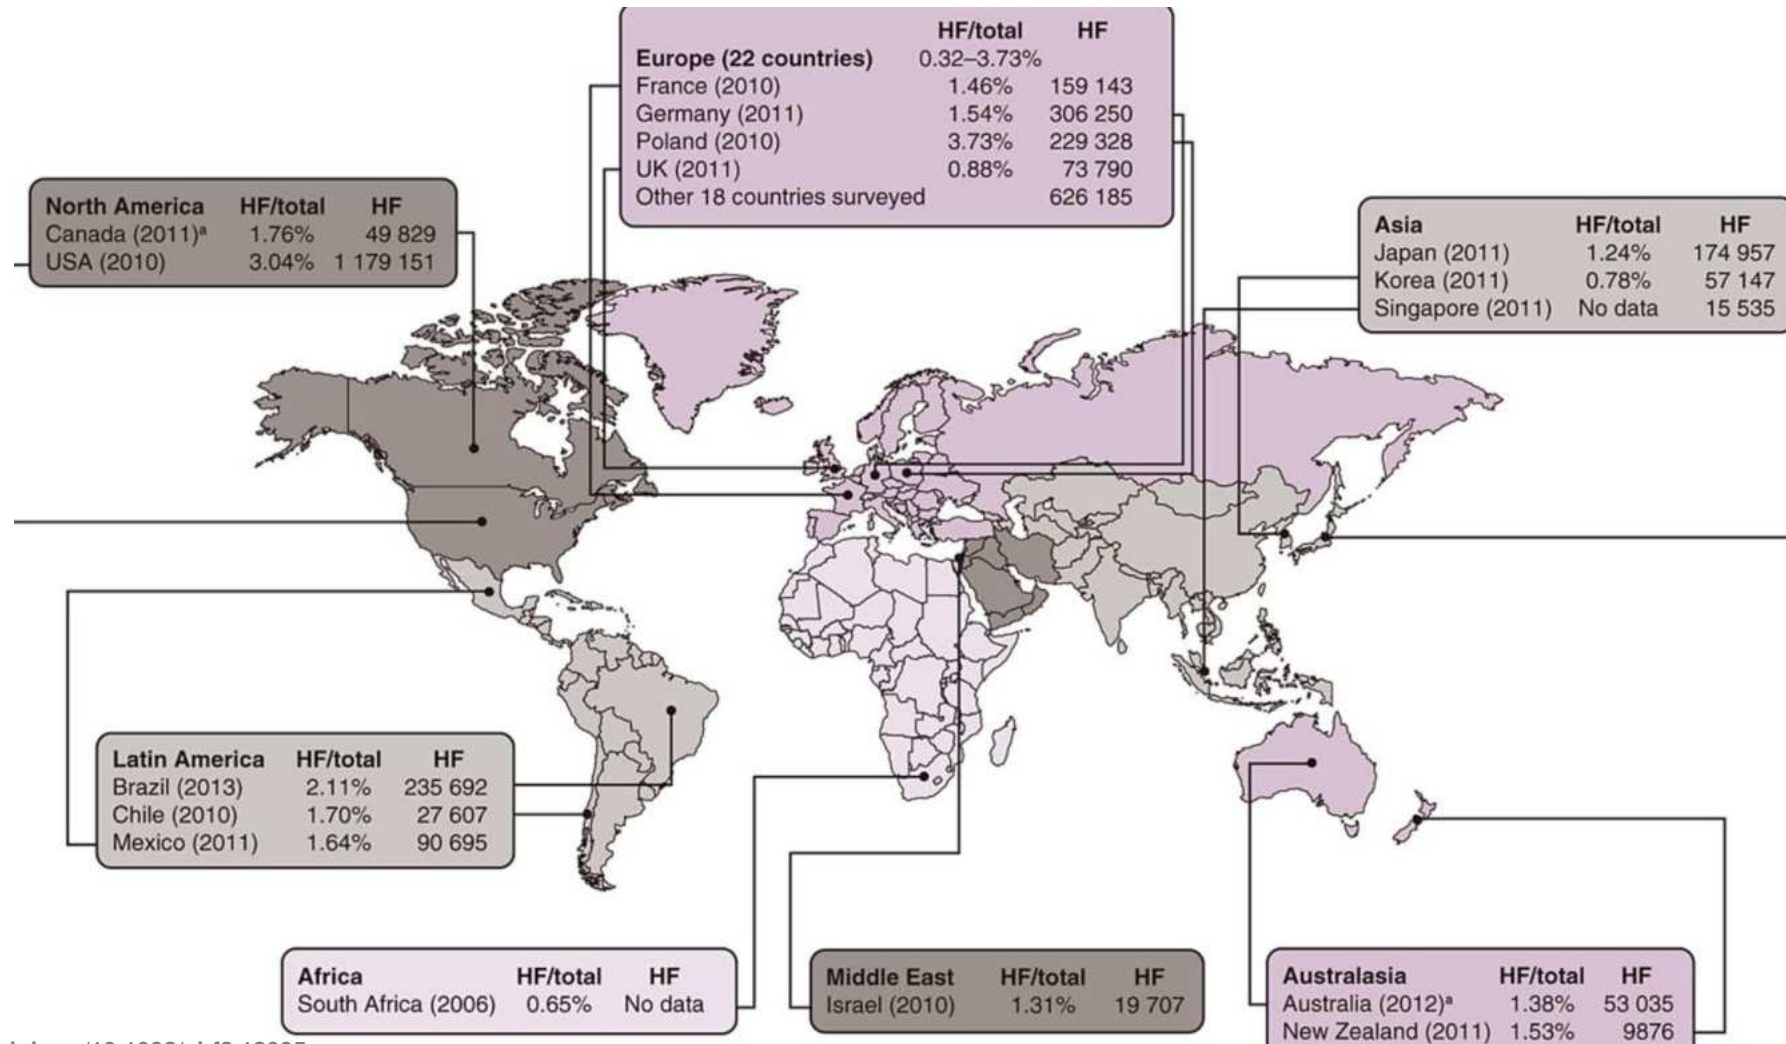 HF/total HF
Europe (22 countries) 0.32–3.73%
France (2010) 1.46% 159 143
Germany (2011) 1.54% 306 250
Poland (2010) 3.73% 229 328
UK (2011) 0.88% 73 790
Other 18 countries surveyed 626 185
North America HF/total HF
Canada (2011)ª 1.76% 49 829
USA (2010) 3.04% 1 179 151
Asia HF/total HF
Japan (2011) 1.24% 174 957
Korea (2011) 0.78% 57 147
Singapore (2011) No data 15 535
Latin America HF/total HF
Brazil (2013) 2.11% 235 692
Chile (2010) 1.70% 27 607
Mexico (2011) 1.64% 90 695
Africa HF/total HF
South Africa (2006) 0.65% No data
Middle East HF/total HF
Israel (2010) 1.31% 19 707
Australasia HF/total HF
Australia (2012)ª 1.38% 53 035
New Zealand (2011) 1.53% 9876